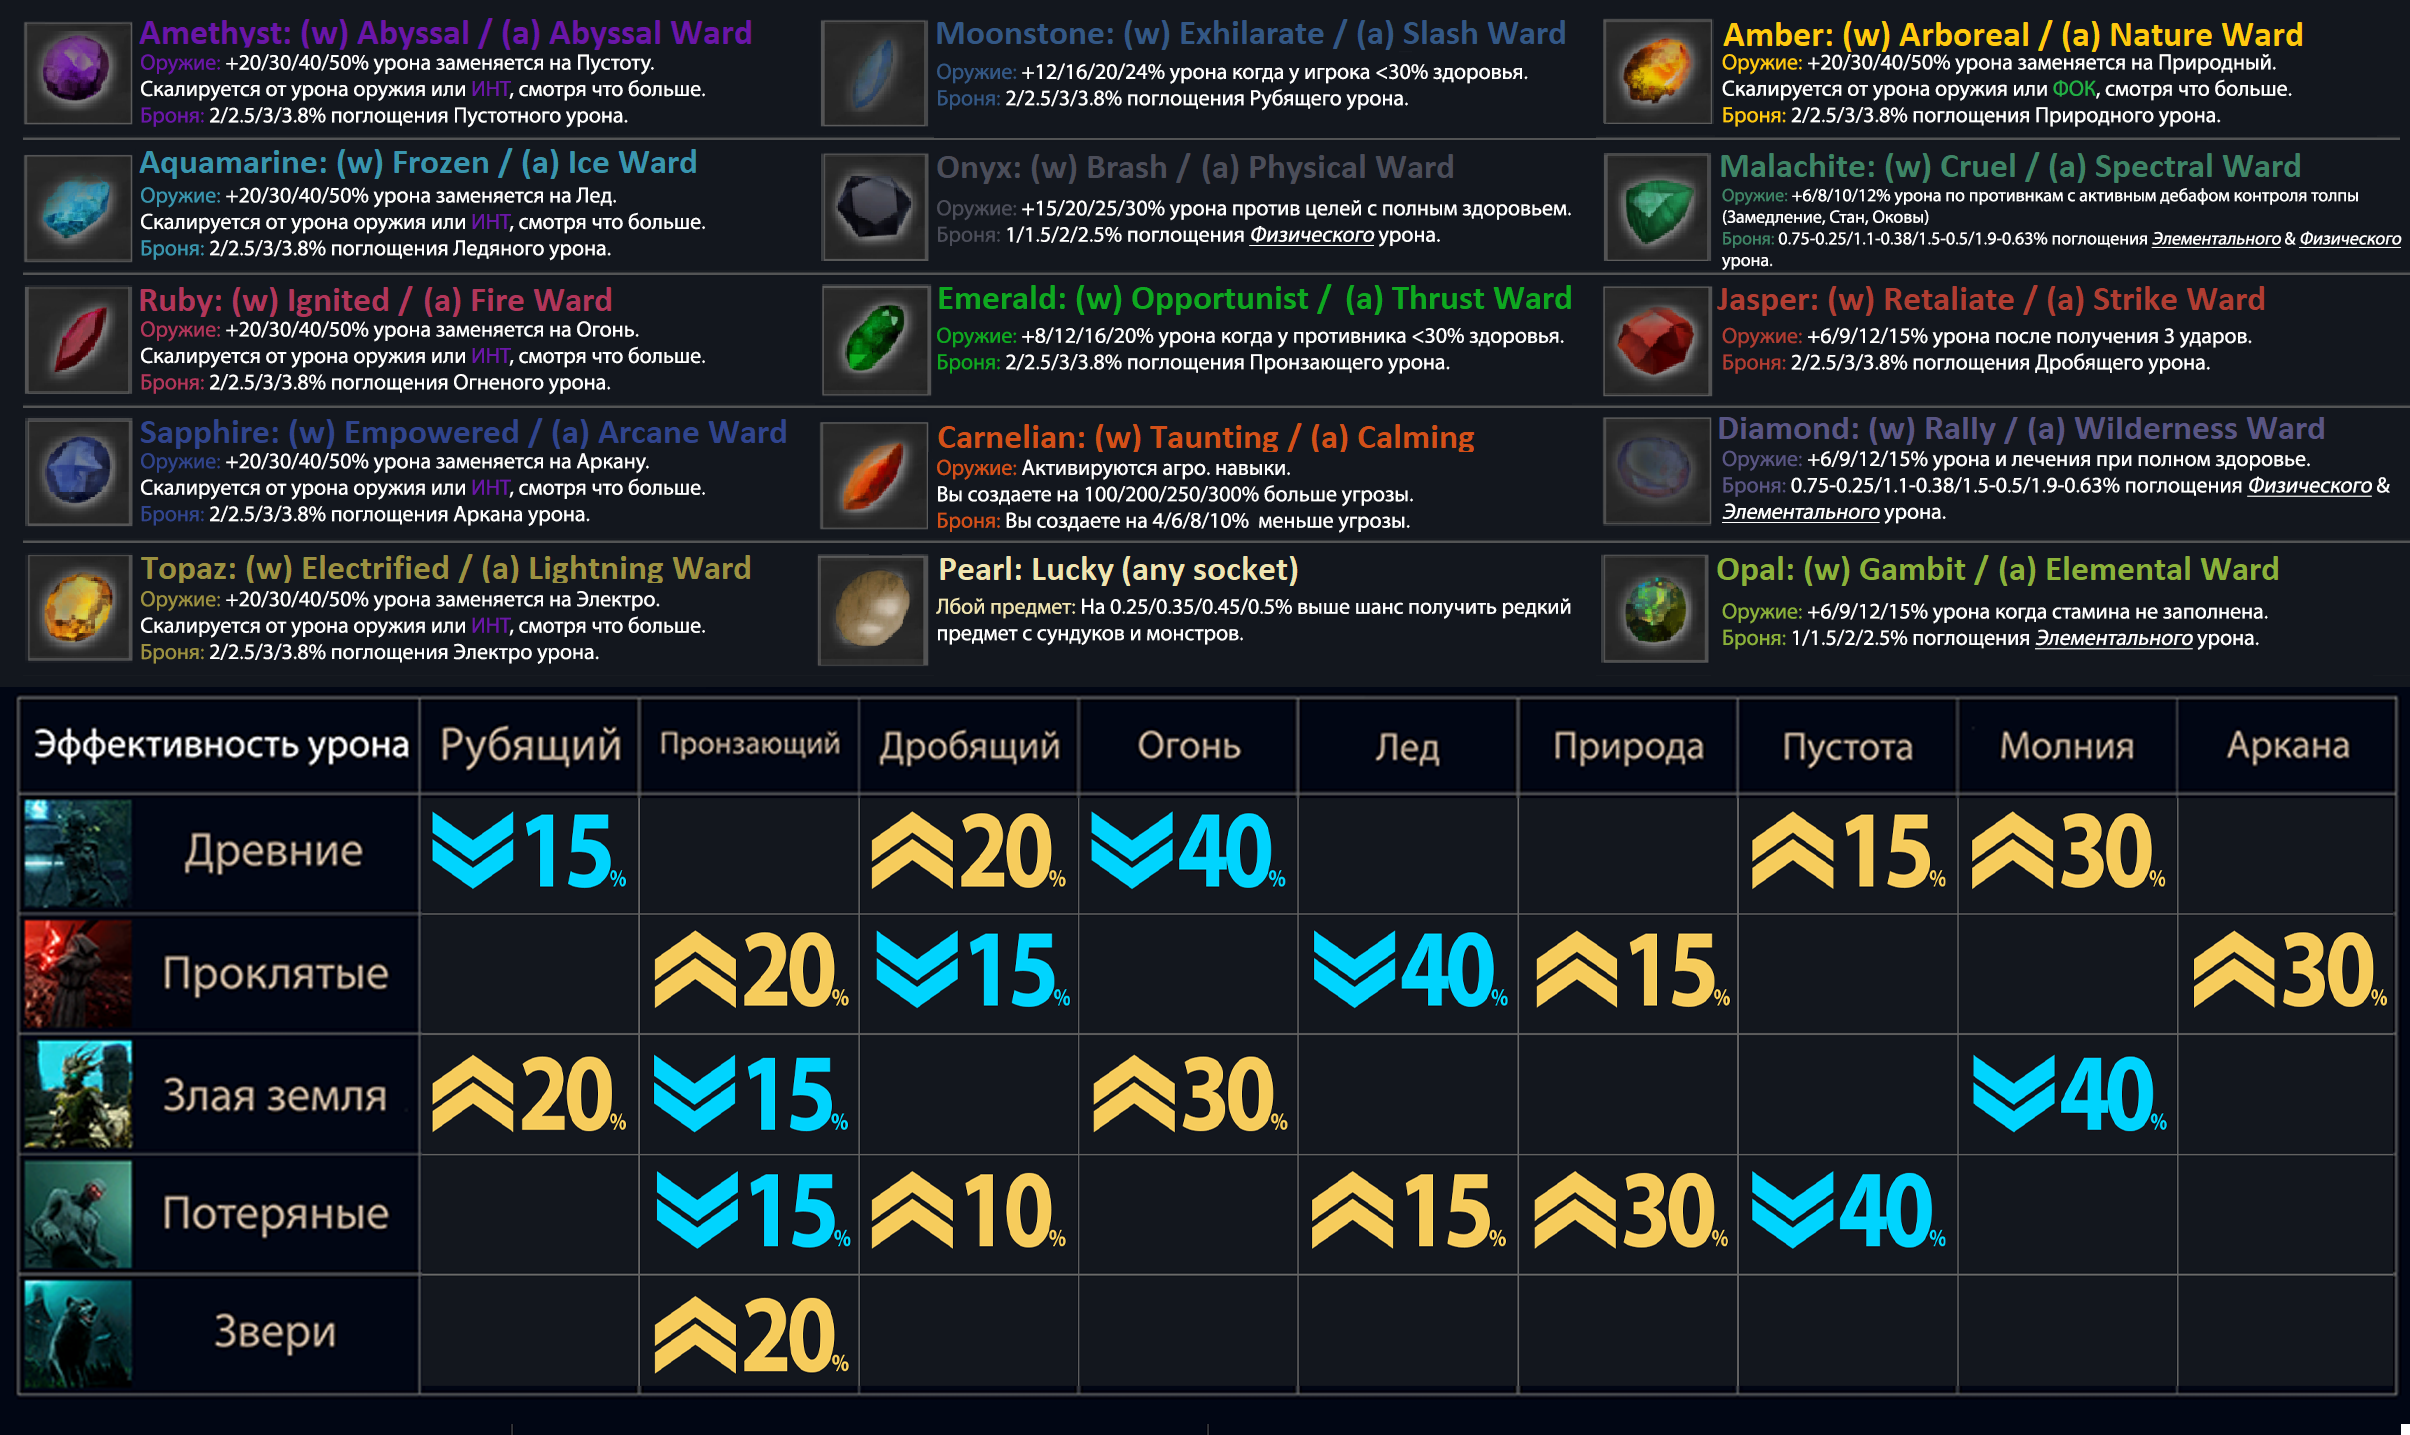 Amethyst: (w) Abyssal / (a) Abyssal Ward
Оружие: +20/30/40/50% урона заменяется на Пустоту.
Скалируется от урона оружия или ИНТ, смотря что больше.
Броня: 2/2.5/3/3.8% поглощения Пустотного урона.
Moonstone: (w) Exhilarate / (a) Slash Ward
Оружие: +12/16/20/24% урона когда у игрока <30% здоровья.
Броня: 2/2.5/3/3.8% поглощения Рубящего урона.
Amber: (w) Arboreal / (a) Nature Ward
Оружие: +20/30/40/50% урона заменяется на Природный.
Скалируется от урона оружия или ФОК, смотря что больше.
Броня: 2/2.5/3/3.8% поглощения Природного урона.
Aquamarine: (w) Frozen / (a) Ice Ward
Оружие: +20/30/40/50% урона заменяется на Лед.
Скалируется от урона оружия или ИНТ, смотря что больше.
Броня: 2/2.5/3/3.8% поглощения Ледяного урона.
Onyx: (w) Brash / (a) Physical Ward
Оружие: +15/20/25/30% урона против целей с полным здоровьем.
Броня: 1/1.5/2/2.5% поглощения Физического урона.
Malachite: (w) Cruel / (a) Spectral Ward
Оружие: +6/8/10/12% урона по противнкам с активным дебафом контроля толпы
(Замедление, Стан, Оковы)
Броня: 0.75-0.25/1.1-0.38/1.5-0.5/1.9-0.63% поглощения Элементального & Физического
урона.
Ruby: (w) Ignited / (a) Fire Ward
Оружие: +20/30/40/50% урона заменяется на Огонь.
Скалируется от урона оружия или ИНТ, смотря что больше.
Броня: 2/2.5/3/3.8% поглощения Огненого урона.
Emerald: (w) Opportunist / (a) Thrust Ward
Оружие: +8/12/16/20% урона когда у противника <30% здоровья.
Броня: 2/2.5/3/3.8% поглощения Пронзающего урона.
Jasper: (w) Retaliate / (a) Strike Ward
Оружие: +6/9/12/15% урона после получения 3 ударов.
Броня: 2/2.5/3/3.8% поглощения Дробящего урона.
Sapphire: (w) Empowered / (a) Arcane Ward
Оружие: +20/30/40/50% урона заменяется на Аркану.
Скалируется от урона оружия или ИНТ, смотря что больше.
Броня: 2/2.5/3/3.8% поглощения Аркана урона.
Carnelian: (w) Taunting / (a) Calming
Оружие: Активируются агро. навыки.
Вы создаете на 100/200/250/300% больше угрозы.
Броня: Вы создаете на 4/6/8/10% меньше угрозы.
Diamond: (w) Rally / (a) Wilderness Ward
Оружие: +6/9/12/15% урона и лечения при полном здоровье.
Броня: 0.75-0.25/1.1-0.38/1.5-0.5/1.9-0.63% поглощения Физического &
Элементального урона.
Topaz: (w) Electrified / (a) Lightning Ward
Оружие: +20/30/40/50% урона заменяется на Электро.
Скалируется от урона оружия или ИНТ, смотря что больше.
Броня: 2/2.5/3/3.8% поглощения Электро урона.
Pearl: Lucky (any socket)
Лбой предмет: На 0.25/0.35/0.45/0.5% выше шанс получить редкий
предмет с сундуков и монстров.
Opal: (w) Gambit / (a) Elemental Ward
Оружие: +6/9/12/15% урона когда стамина не заполнена.
Броня: 1/1.5/2/2.5% поглощения Элементального урона.
Эффективность урона Рубящий Пронзающий Дробящий Огонь Лед Природа Пустота Молния Аркана
Древние 15% 20% 40% 15% 30%
Проклятые 20% 15% 40% 15% 30%
Злая земля 20% 15% 30% 40%
Потеряные 15% 10% 15% 30% 40%
Звери 20%